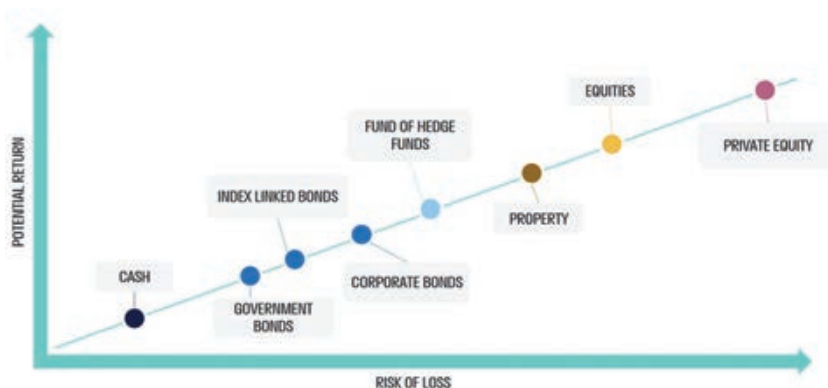 POTENTIAL RETURN
EQUITIES
FUND OF HEDGE
FUNDS
PRIVATE EQUITY
INDEX LINKED BONDS
PROPERTY
CASH
CORPORATE BONDS
GOVERNMENT
BONDS
RISK OF LOSS